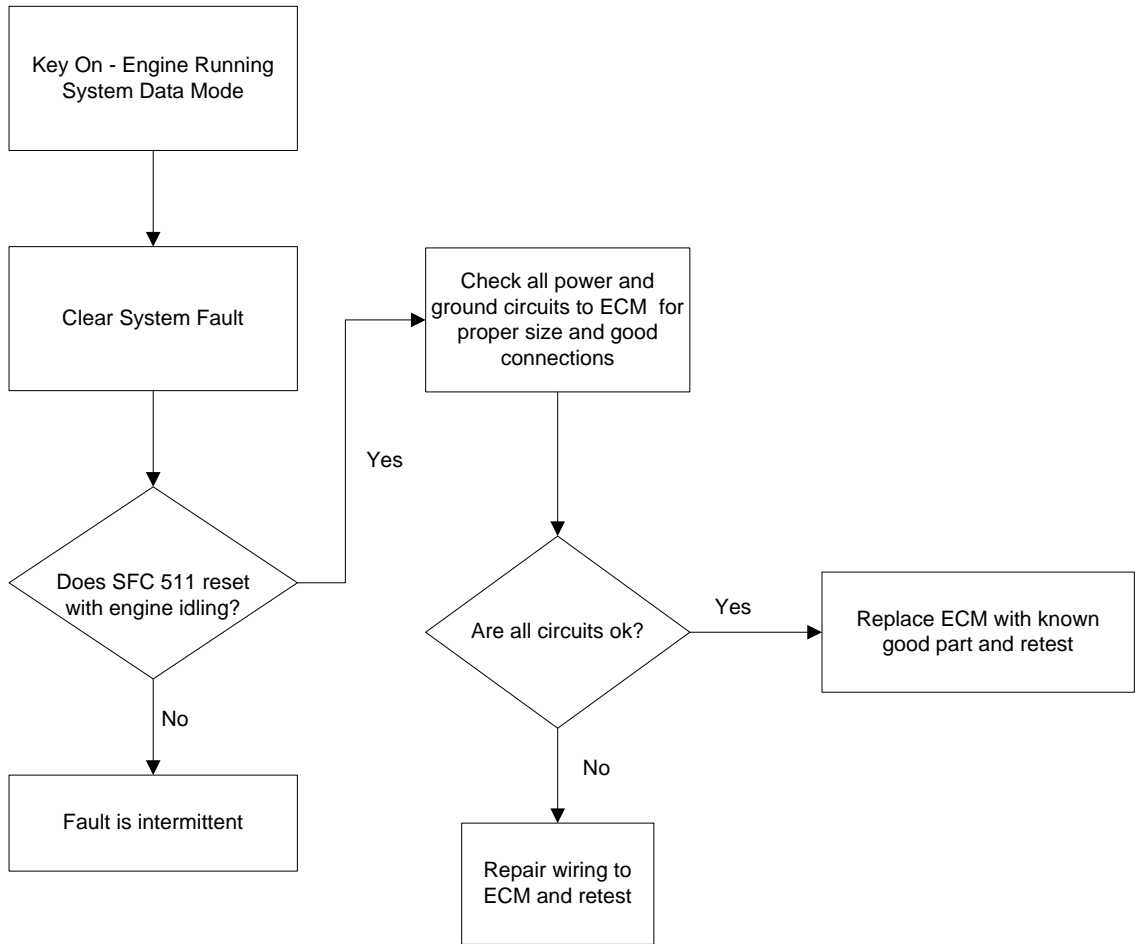 Key On - Engine Running
System Data Mode
Clear System Fault
Does SFC 511 reset
with engine idling?
Yes
No
Fault is intermittent
Check all power and
ground circuits to ECM for
proper size and good
connections
Are all circuits ok?
Yes
Replace ECM with known
good part and retest
No
Repair wiring to
ECM and retest